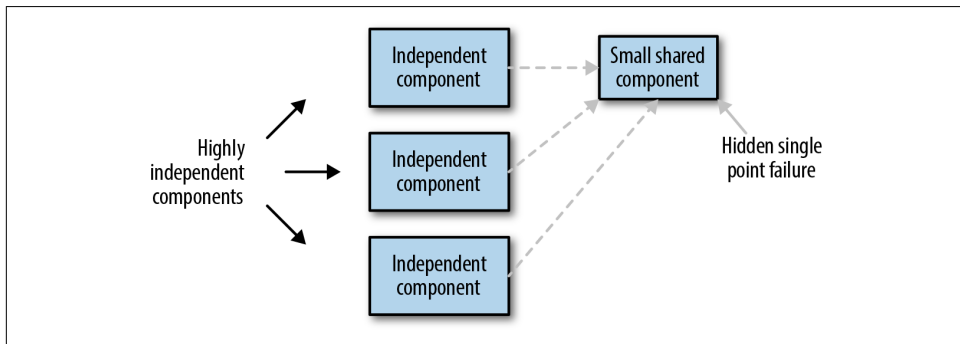 Highly
independent
components
Independent
component
Independent
component
Independent
component
Small shared
component
Hidden single
point failure